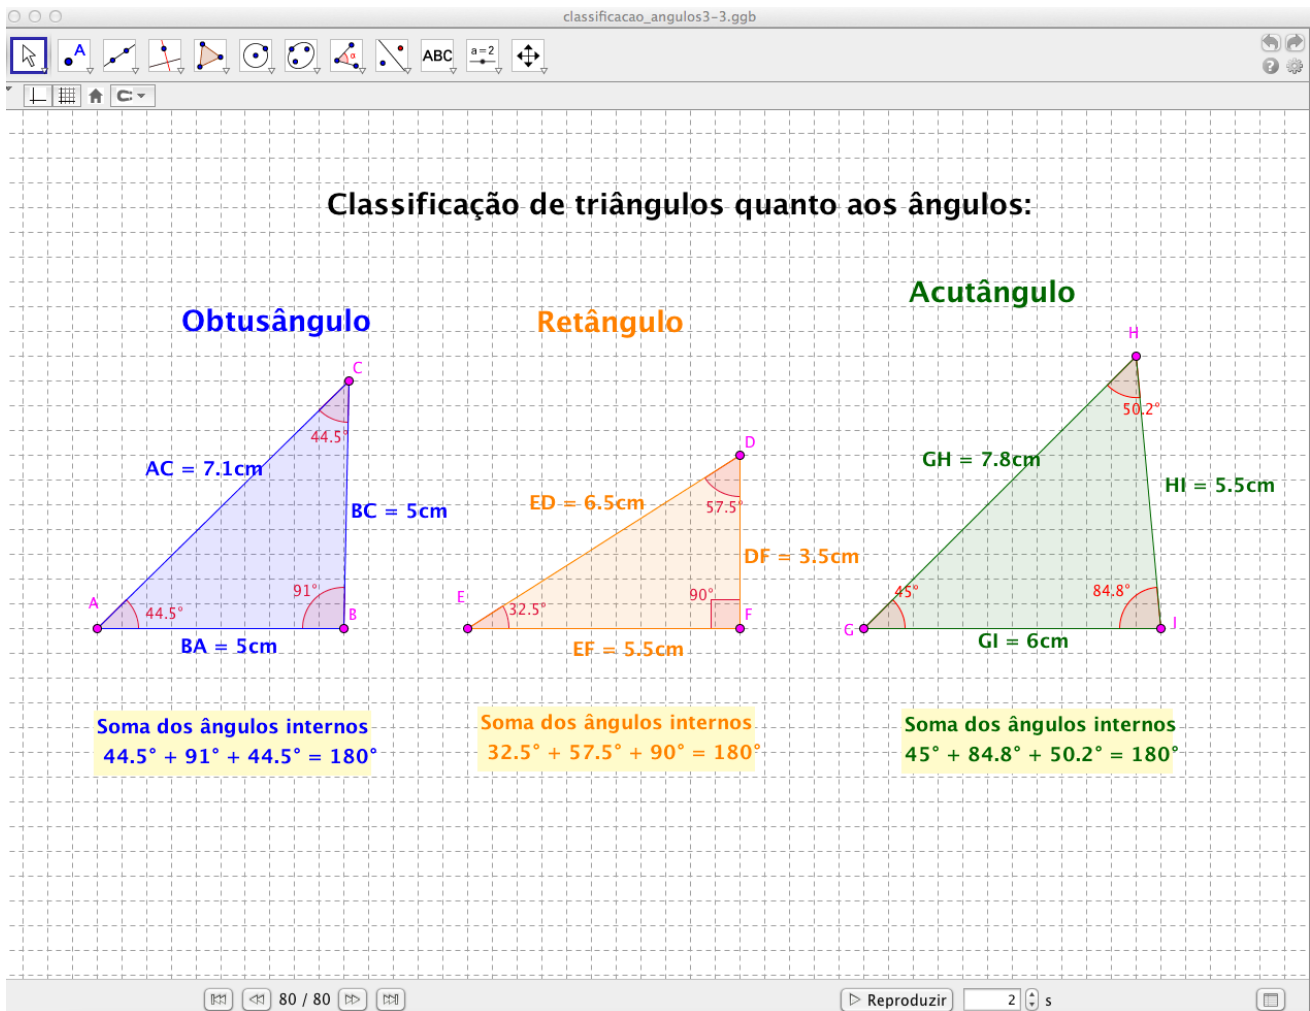 classificacao_angulos3-3.ggb
A
α
ABC
a=2
Classificação de triângulos quanto aos ângulos:
Obtusângulo
Retângulo
Acutângulo
C
44.5°
AC = 7.1cm
BC = 5cm
A
44.5°
91°
B
BA = 5cm
D
57.5°
ED = 6.5cm
DF = 3.5cm
E
32.5°
90°
F
EF = 5.5cm
H
50.2°
GH = 7.8cm
HI = 5.5cm
G
45°
84.8°
I
GI = 6cm
Soma dos ângulos internos
44.5° + 91° + 44.5° = 180°
Soma dos ângulos internos
32.5° + 57.5° + 90° = 180°
Soma dos ângulos internos
45° + 84.8° + 50.2° = 180°
80 / 80
Reproduzir
2
s